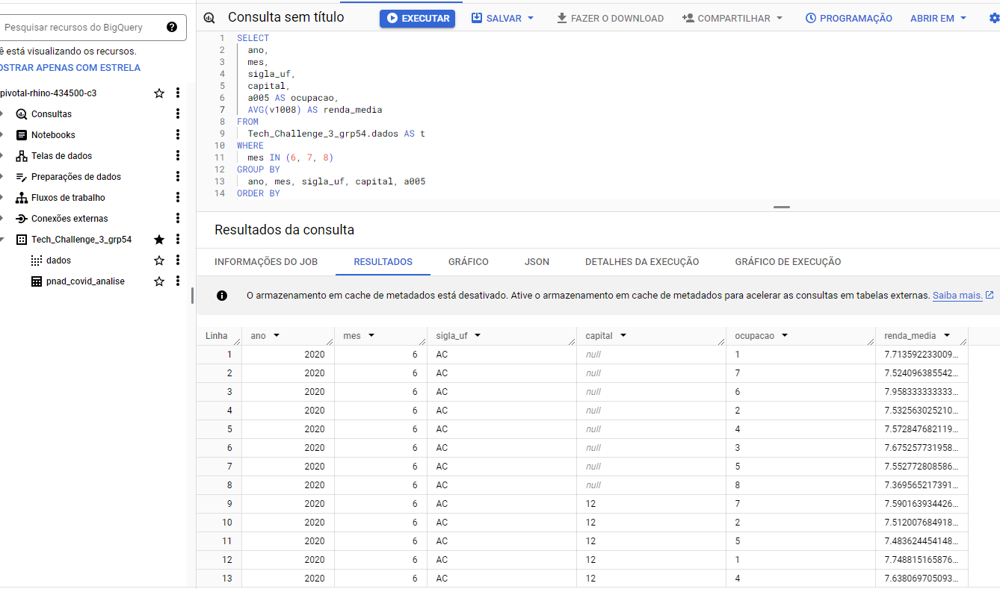 Consulta sem título
EXECUTAR
SALVAR
FAZER O DOWNLOAD
COMPARTILHAR
PROGRAMAÇÃO
ABRIR EM
Pesquisar recursos do BigQuery
ê está visualizando os recursos.
OSTRAR APENAS COM ESTRELA
pivotal-rhino-434500-c3
Consultas
Notebooks
Telas de dados
Preparações de dados
Fluxos de trabalho
Conexões externas
Tech_Challenge_3_grp54
dados
pnad_covid_analise
1 SELECT
2 ano,
3 mes,
4 sigla_uf,
5 capital,
6 a005 AS ocupacao,
7 AVG(v1008) AS renda_media
8 FROM
9 Tech_Challenge_3_grp54.dados AS t
10 WHERE
11 mes IN (6, 7, 8)
12 GROUP BY
13 ano, mes, sigla_uf, capital, a005
14 ORDER BY
Resultados da consulta
INFORMAÇÕES DO JOB RESULTADOS GRÁFICO JSON DETALHES DA EXECUÇÃO GRÁFICO DE EXECUÇÃO
O armazenamento em cache de metadados está desativado. Ative o armazenamento em cache de metadados para acelerar as consultas em tabelas externas. Saiba mais.
Linha ano mes sigla_uf capital ocupacao renda_media
1 2020 6 AC null 1 7.713592233009...
2 2020 6 AC null 7 7.524096385542...
3 2020 6 AC null 6 7.958333333333...
4 2020 6 AC null 2 7.532563025210...
5 2020 6 AC null 4 7.572847682119...
6 2020 6 AC null 3 7.675257731958...
7 2020 6 AC null 5 7.552772808586...
8 2020 6 AC null 8 7.369565217391...
9 2020 6 AC 12 7 7.590163934426...
10 2020 6 AC 12 2 7.512007684918...
11 2020 6 AC 12 5 7.483624454148...
12 2020 6 AC 12 1 7.748815165876...
13 2020 6 AC 12 4 7.638069705093...